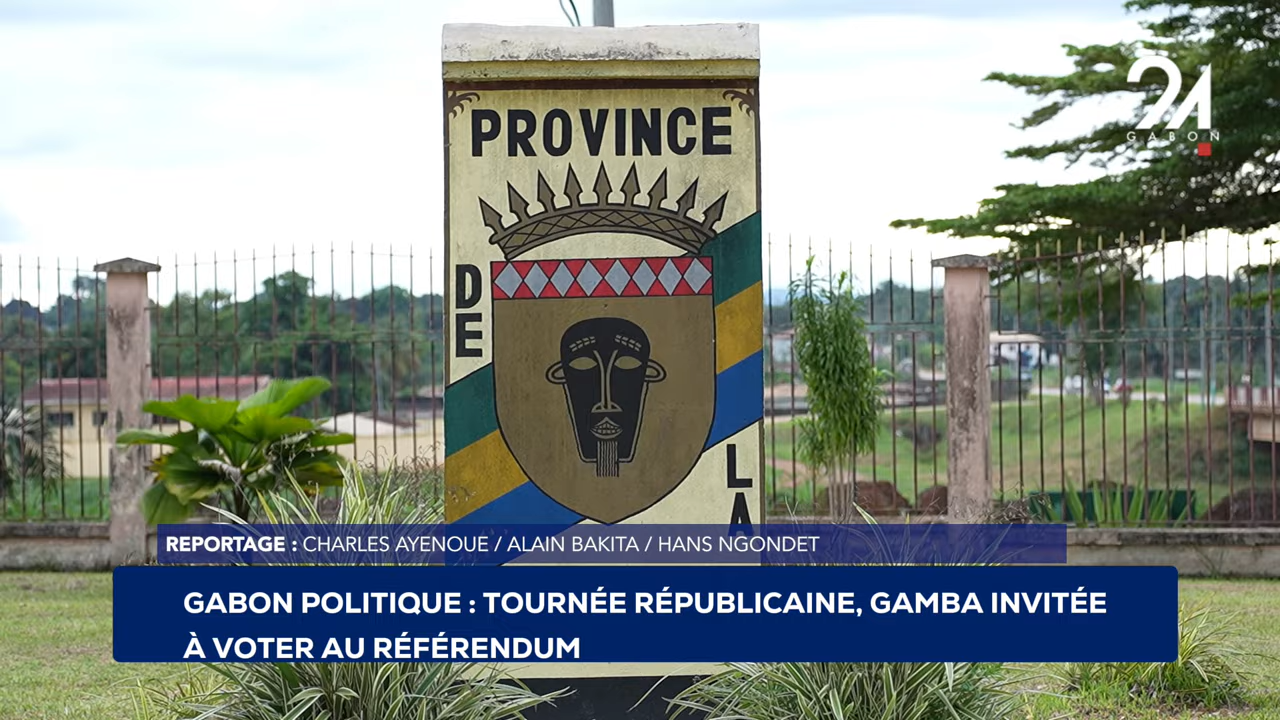 PROVINCE
DE
LA
24
GABON
REPORTAGE : CHARLES AYENOUE / ALAIN BAKITA / HANS NGONDET
GABON POLITIQUE : TOURNÉE RÉPUBLICAINE, GAMBA INVITÉE
À VOTER AU RÉFÉRENDUM